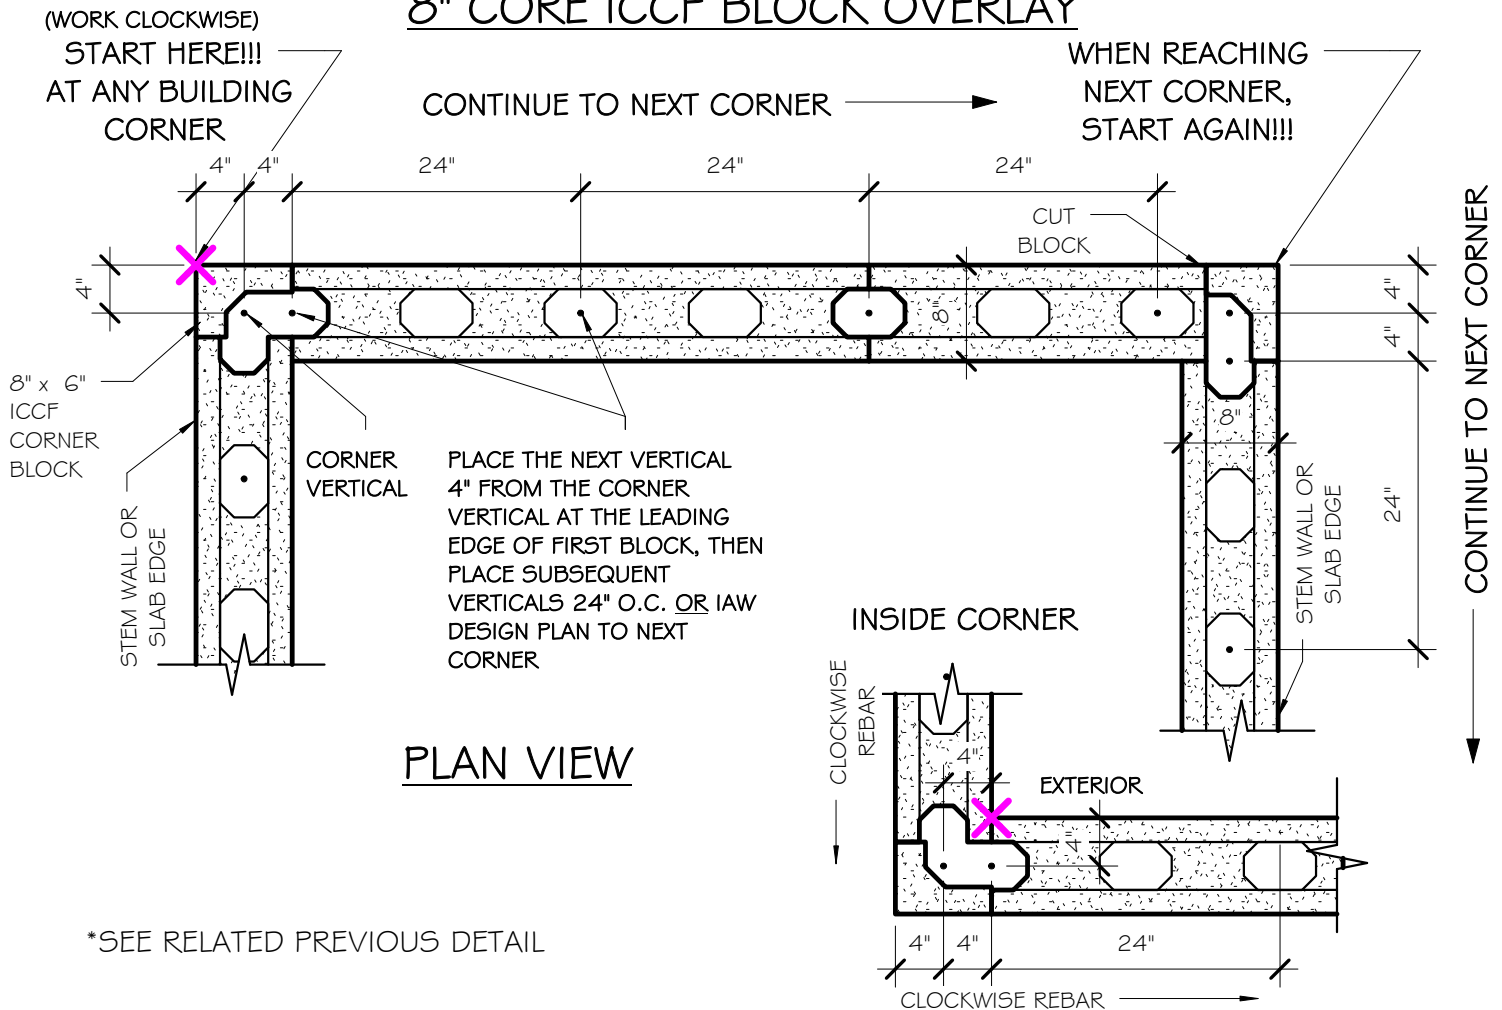 8" CORE ICCF BLOCK OVERLAY
(WORK CLOCKWISE)
START HERE!!!
AT ANY BUILDING
CORNER
CONTINUE TO NEXT CORNER
WHEN REACHING
NEXT CORNER,
START AGAIN!!!
4"
4"
24"
24"
24"
CUT
BLOCK
4"
8"
4"
4"
8" x 6"
ICCF
CORNER
BLOCK
8"
24"
CONTINUE TO NEXT CORNER
STEM WALL OR
SLAB EDGE
CORNER
VERTICAL
PLACE THE NEXT VERTICAL
4" FROM THE CORNER
VERTICAL AT THE LEADING
EDGE OF FIRST BLOCK, THEN
PLACE SUBSEQUENT
VERTICALS 24" O.C. OR IAW
DESIGN PLAN TO NEXT
CORNER
STEM WALL OR
SLAB EDGE
INSIDE CORNER
CLOCKWISE
REBAR
PLAN VIEW
4"
EXTERIOR
4"
*SEE RELATED PREVIOUS DETAIL
4"
4"
24"
CLOCKWISE REBAR